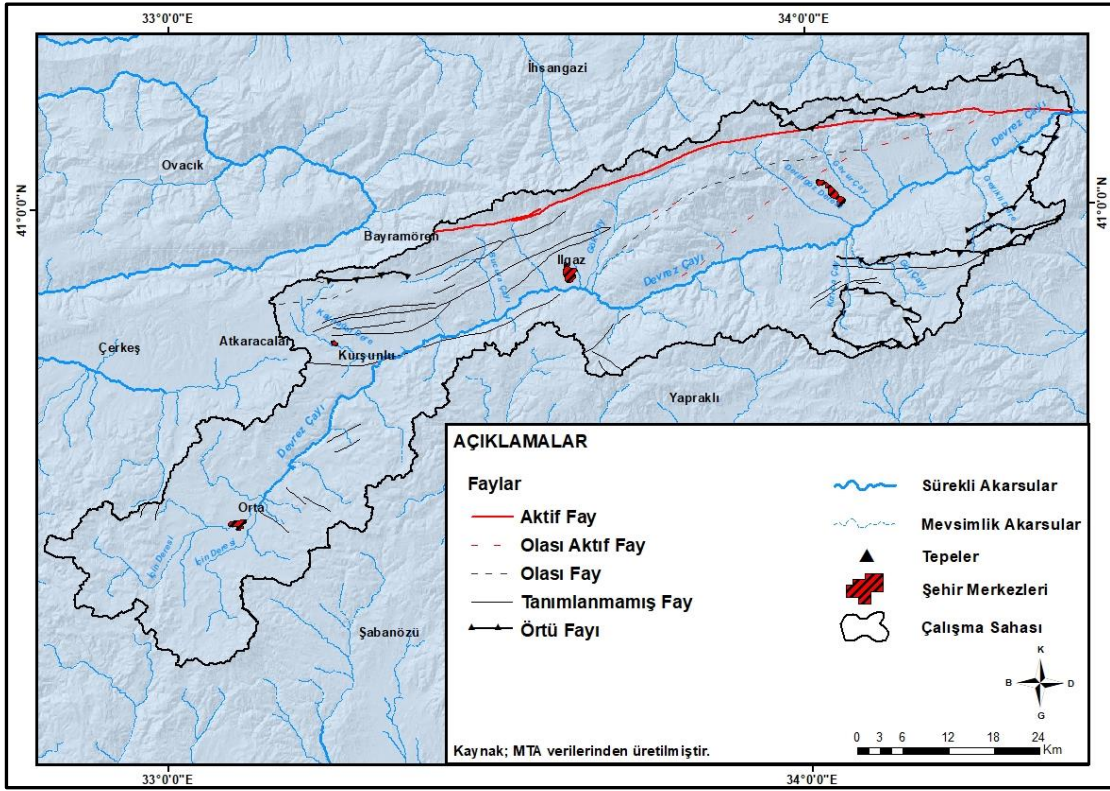 33°0'0"E
34°0'0"E
İhsangazi
Ovacık
Devrez Çayı
41°0'0"N
41°0'0"N
Bayramören
Ilgaz
Devrez Çayı
Çerkeş
Atkaracalar
Kurşunlu
Yapraklı
Devrez Çayı
Orta
Şabanözü
AÇIKLAMALAR
Faylar
Aktif Fay
Olası Aktif Fay
Olası Fay
Tanımlanmamış Fay
Örtü Fayı
Sürekli Akarsular
Mevsimlik Akarsular
Tepeler
Şehir Merkezleri
Çalışma Sahası
K
B
D
G
0 3 6 12 18 24
Km
Kaynak; MTA verilerinden üretilmiştir.
33°0'0"E
34°0'0"E